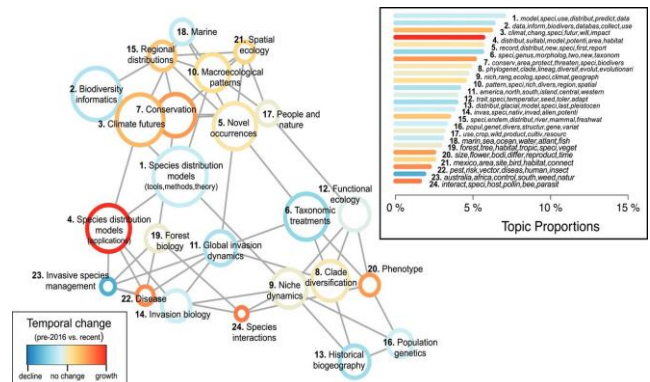 18. Marine
21. Spatial
ecology
15. Regional
distributions
10. Macroecological
patterns
2. Biodiversity
informatics
7. Conservation
3. Climate futures
5. Novel
occurrences
17. People
and nature
1. Species distribution
models
(tools,methods,theory)
12. Functional
ecology
4. Species distribution
models
(applications)
6. Taxonomic
treatments
19. Forest
biology
11. Global invasion
dynamics
8. Clade
diversification
20. Phenotype
23. Invasive species
management
22. Disease
9. Niche
dynamics
14. Invasion biology
24. Species
interactions
16. Population
genetics
13. Historical
biogeography
Temporal change
(pre-2016 vs. recent)
decline no change growth
1. model,speci,use,distribut,predict,data
2. data,inform,biodivers,databas,collect,use
3. climat,chang,speci,futur,will,impact
4. distribut,suitabl,model,potenti,area,habitat
5. record,distribut,new,speci,first,report
6. speci,genus,morpholog,two,new,taxonom
7. conserv,area,protect,threaten,speci,biodivers
8. phylogenet,clade,lineag,diversif,evolut,evolutionari
9. nich,rang,ecolog,speci,climat,geograph
10. pattern,speci,rich,divers,region,spatial
11. america,north,south,island,central,western
12. trait,speci,temperatur,seed,toler,adapt
13. distribut,glacial,model,speci,last,pleistocen
14. invas,speci,nativ,invad,alien,potenti
15. speci,endem,distribut,river,mammal,freshwat
16. popul,genet,divers,structur,gene,variat
17. use,crop,wild,product,cultiv,resourc
18. marin,sea,ocean,water,atlant,fish
19. forest,tree,habitat,tropic,speci,veget
20. size,flower,bodi,differ,reproduct,time
21. mexico,area,site,bird,habitat,connect
22. pest,risk,vector,diseas,human,insect
23. australia,africa,control,south,weed,natur
24. interact,speci,host,pollin,bee,parasit
0 % 5 % 10 % 15 %
Topic Proportions